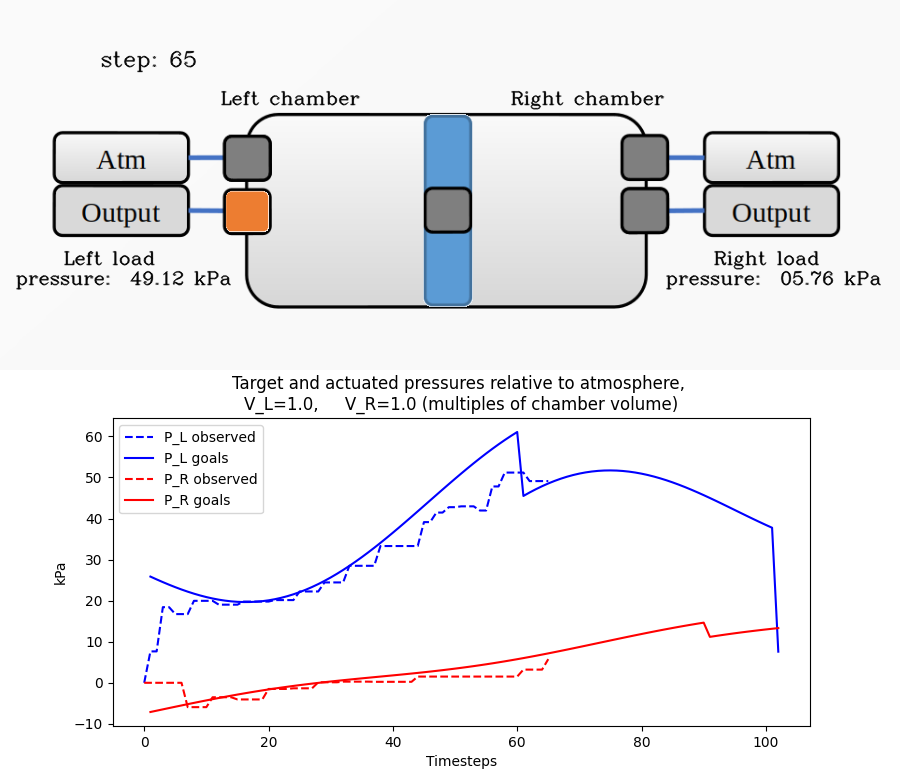 step: 65
Left chamber
Right chamber
Atm
Atm
Output
Output
Left load
pressure: 49.12 kPa
Right load
pressure: 05.76 kPa
Target and actuated pressures relative to atmosphere,
V_L=1.0, V_R=1.0 (multiples of chamber volume)
60
50
40
30
20
10
0
−10
kPa
P_L observed
P_L goals
P_R observed
P_R goals
0
20
40
60
80
100
Timesteps